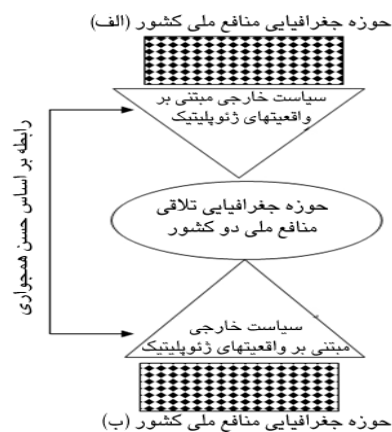 حوزه جغرافیایی منافع ملی کشور (الف)
سیاست خارجی مبتنی بر
واقعیتهای ژئوپلیتیک
رابطه بر اساس حسن همجواری
حوزه جغرافیایی تلاقی
منافع ملی دو کشور
سیاست خارجی
مبتنی بر واقعیتهای ژئوپلیتیک
حوزه جغرافیایی منافع ملی کشور (ب)